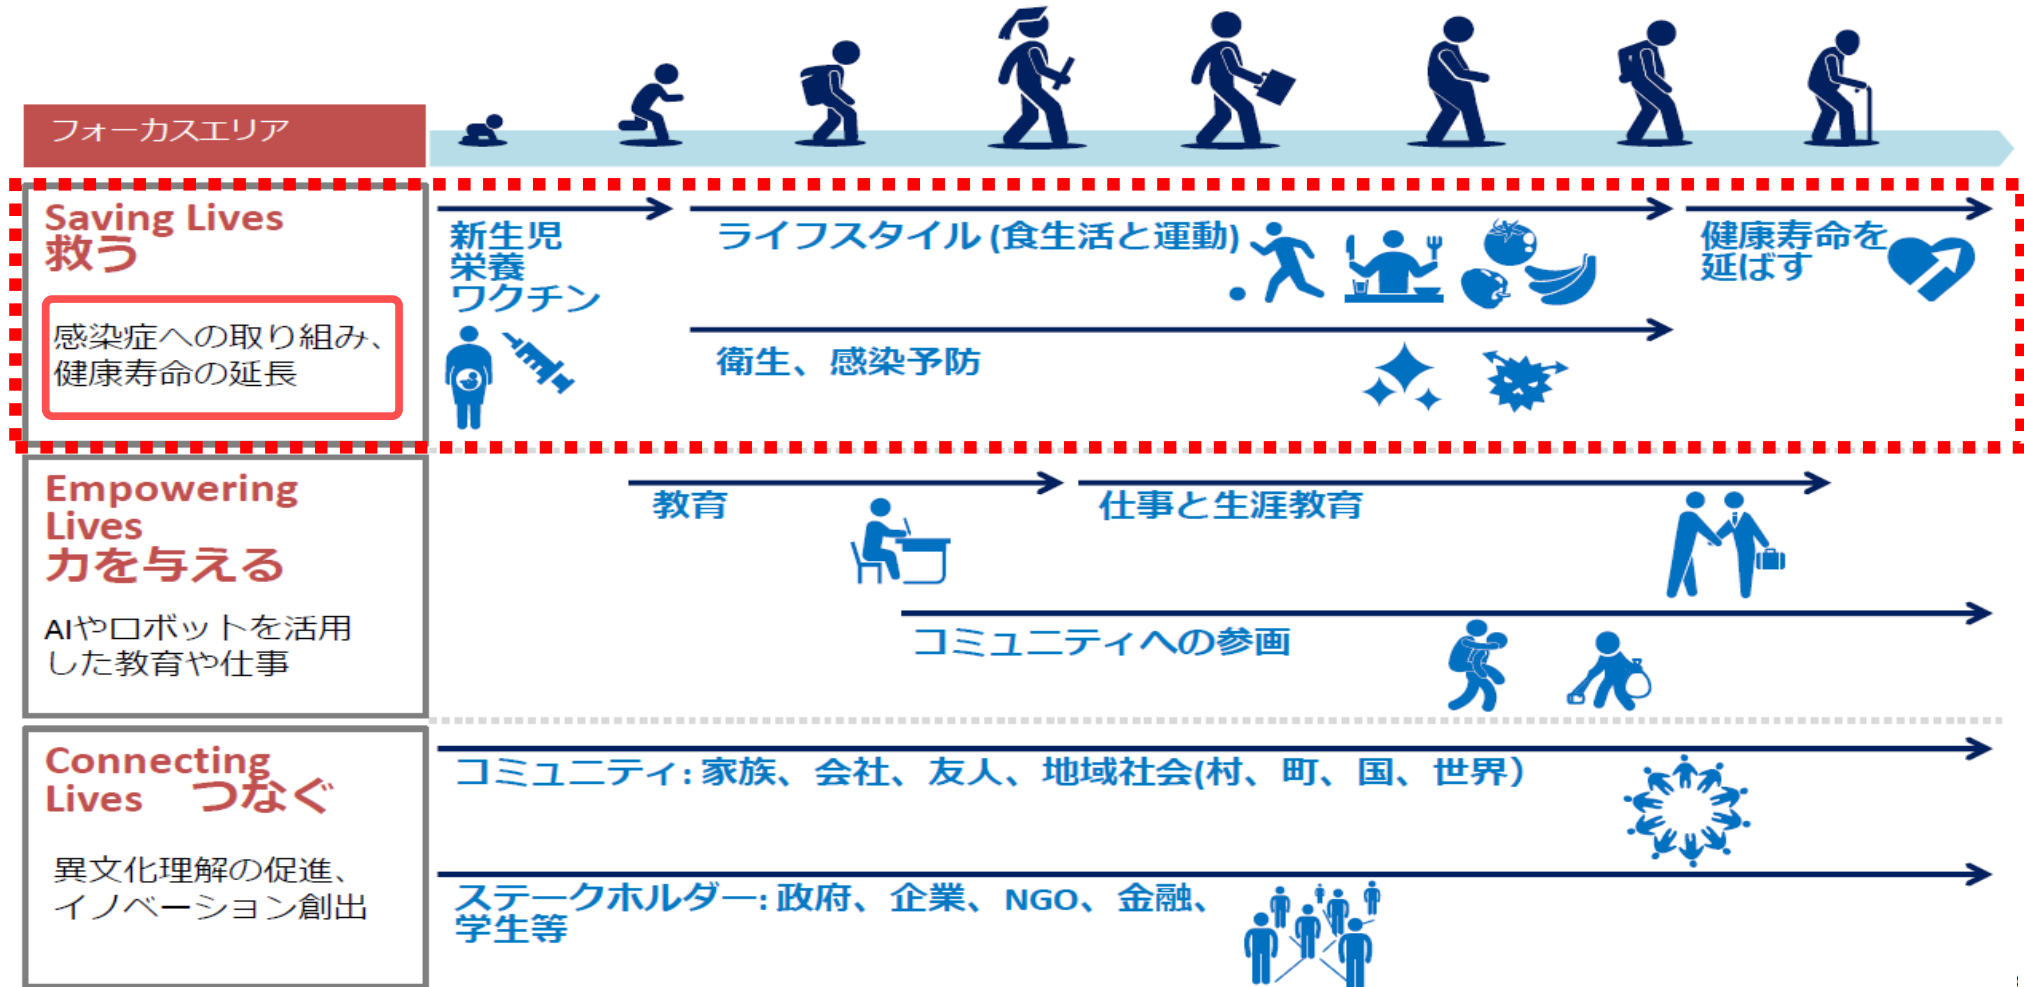 フォーカスエリア
Saving Lives
救う
感染症への取り組み、
健康寿命の延長
新生児
栄養
ワクチン
ライフスタイル (食生活と運動)
健康寿命を
延ばす
衛生、感染予防
Empowering
Lives
力を与える
AIやロボットを活用
した教育や仕事
教育
仕事と生涯教育
コミュニティへの参画
Connecting
Lives つなぐ
異文化理解の促進、
イノベーション創出
コミュニティ: 家族、会社、友人、地域社会(村、町、国、世界）
ステークホルダー: 政府、企業、NGO、金融、
学生等